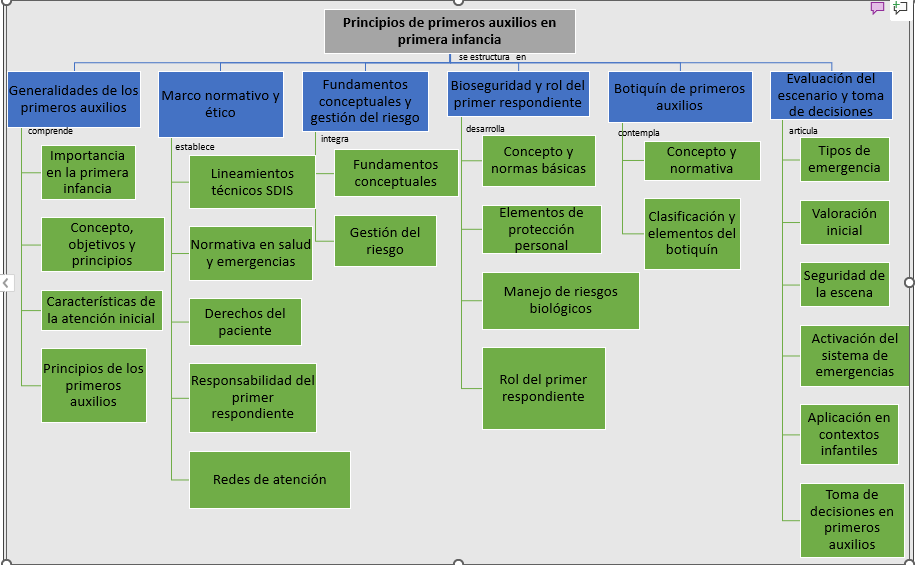 Principios de primeros auxilios en
primera infancia
se estructura en
Generalidades de los
primeros auxilios
comprende
Importancia
en la primera
infancia
Concepto,
objetivos y
principios
Características de
la atención inicial
Principios de los
primeros
auxilios
Marco normativo y
ético
establece
Lineamientos
técnicos SDIS
Normativa en salud
y emergencias
Derechos del
paciente
Responsabilidad del
primer
respondiente
Redes de atención
Fundamentos
conceptuales y
gestión del riesgo
integra
Fundamentos
conceptuales
Gestión del
riesgo
Bioseguridad y rol del
primer respondiente
desarrolla
Concepto y
normas básicas
Elementos de
protección
personal
Manejo de riesgos
biológicos
Rol del primer
respondiente
Botiquín de primeros
auxilios
contempla
Concepto y
normativa
Clasificación y
elementos del
botiquín
Evaluación del
escenario y toma
de decisiones
articula
Tipos de
emergencia
Valoración
inicial
Seguridad de
la escena
Activación del
sistema de
emergencias
Aplicación en
contextos
infantiles
Toma de
decisiones en
primeros
auxilios